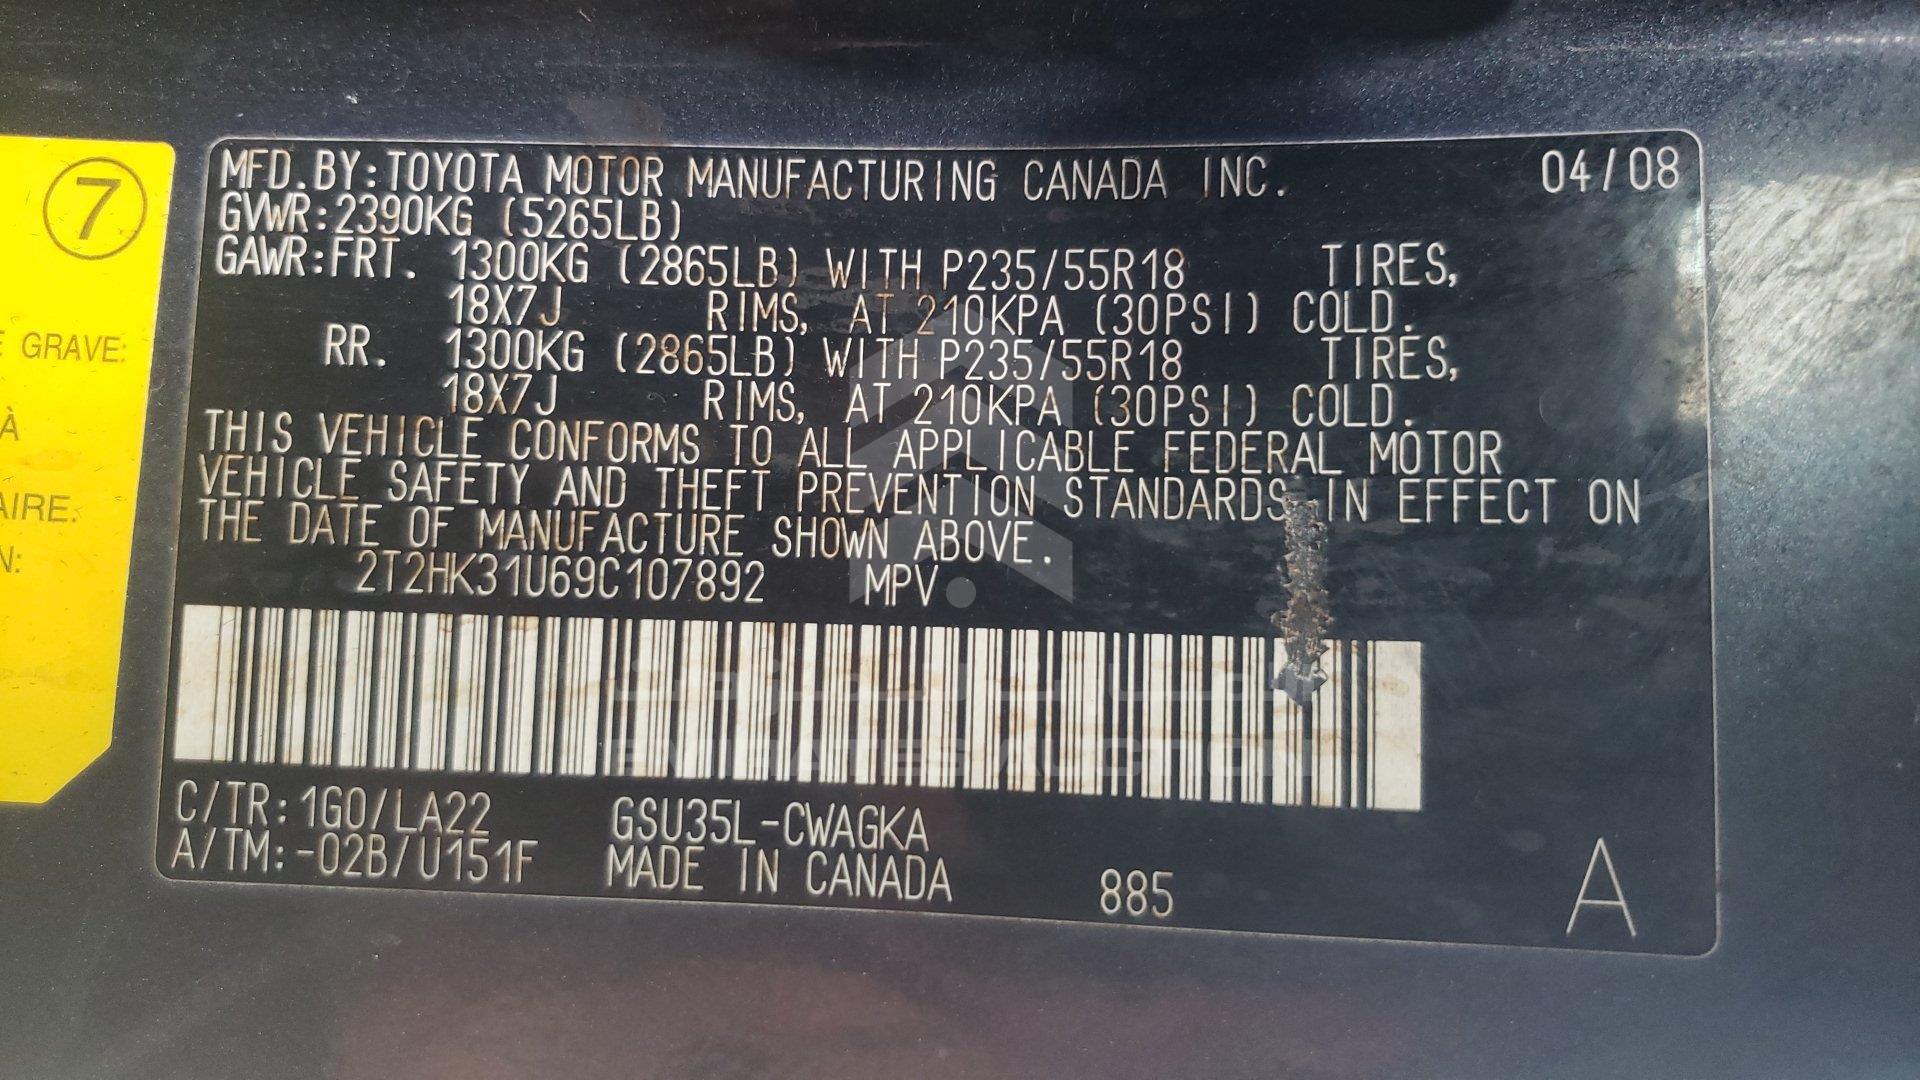 7
GRAVE:
À
AIRE.
N:
MFD.BY:TOYOTA MOTOR MANUFACTURING CANADA INC. 04/08
GVWR:2390KG (5265LB)
GAWR:FRT. 1300KG (2865LB) WITH P235/55R18 TIRES,
18X7J RIMS, AT 210KPA (30PSI) COLD.
RR. 1300KG (2865LB) WITH P235/55R18 TIRES,
18X7J RIMS, AT 210KPA (30PSI) COLD.
THIS VEHICLE CONFORMS TO ALL APPLICABLE FEDERAL MOTOR
VEHICLE SAFETY AND THEFT PREVENTION STANDARDS IN EFFECT ON
THE DATE OF MANUFACTURE SHOWN ABOVE.
2T2HK31U69C107892 MPV
EMIRATES AUCTION
C/TR:1G0/LA22 GSU35L-CWAGKA
A/TM:-02B/U151F MADE IN CANADA 885 A